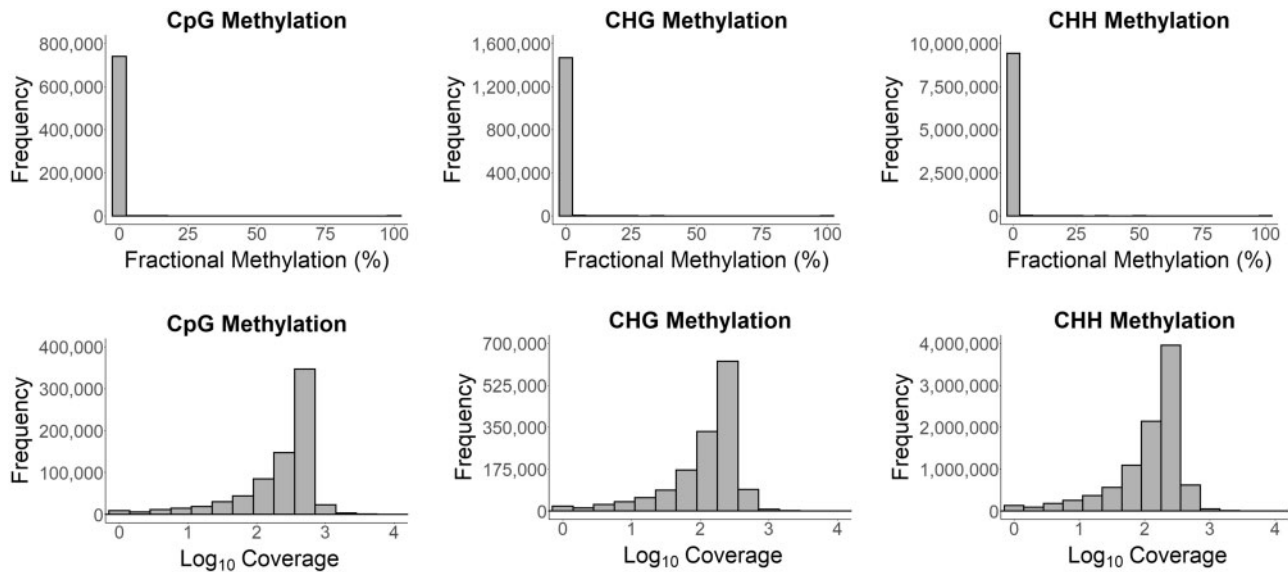 CpG Methylation
800,000
600,000
400,000
200,000
0
Frequency
0 25 50 75 100
Fractional Methylation (%)
CHG Methylation
1,600,000
1,200,000
800,000
400,000
0
Frequency
0 25 50 75 100
Fractional Methylation (%)
CHH Methylation
10,000,000
7,500,000
5,000,000
2,500,000
0
Frequency
0 25 50 75 100
Fractional Methylation (%)
CpG Methylation
400,000
300,000
200,000
100,000
0
Frequency
0 1 2 3 4
Log₁₀ Coverage
CHG Methylation
700,000
525,000
350,000
175,000
0
Frequency
0 1 2 3 4
Log₁₀ Coverage
CHH Methylation
4,000,000
3,000,000
2,000,000
1,000,000
0
Frequency
0 1 2 3 4
Log₁₀ Coverage